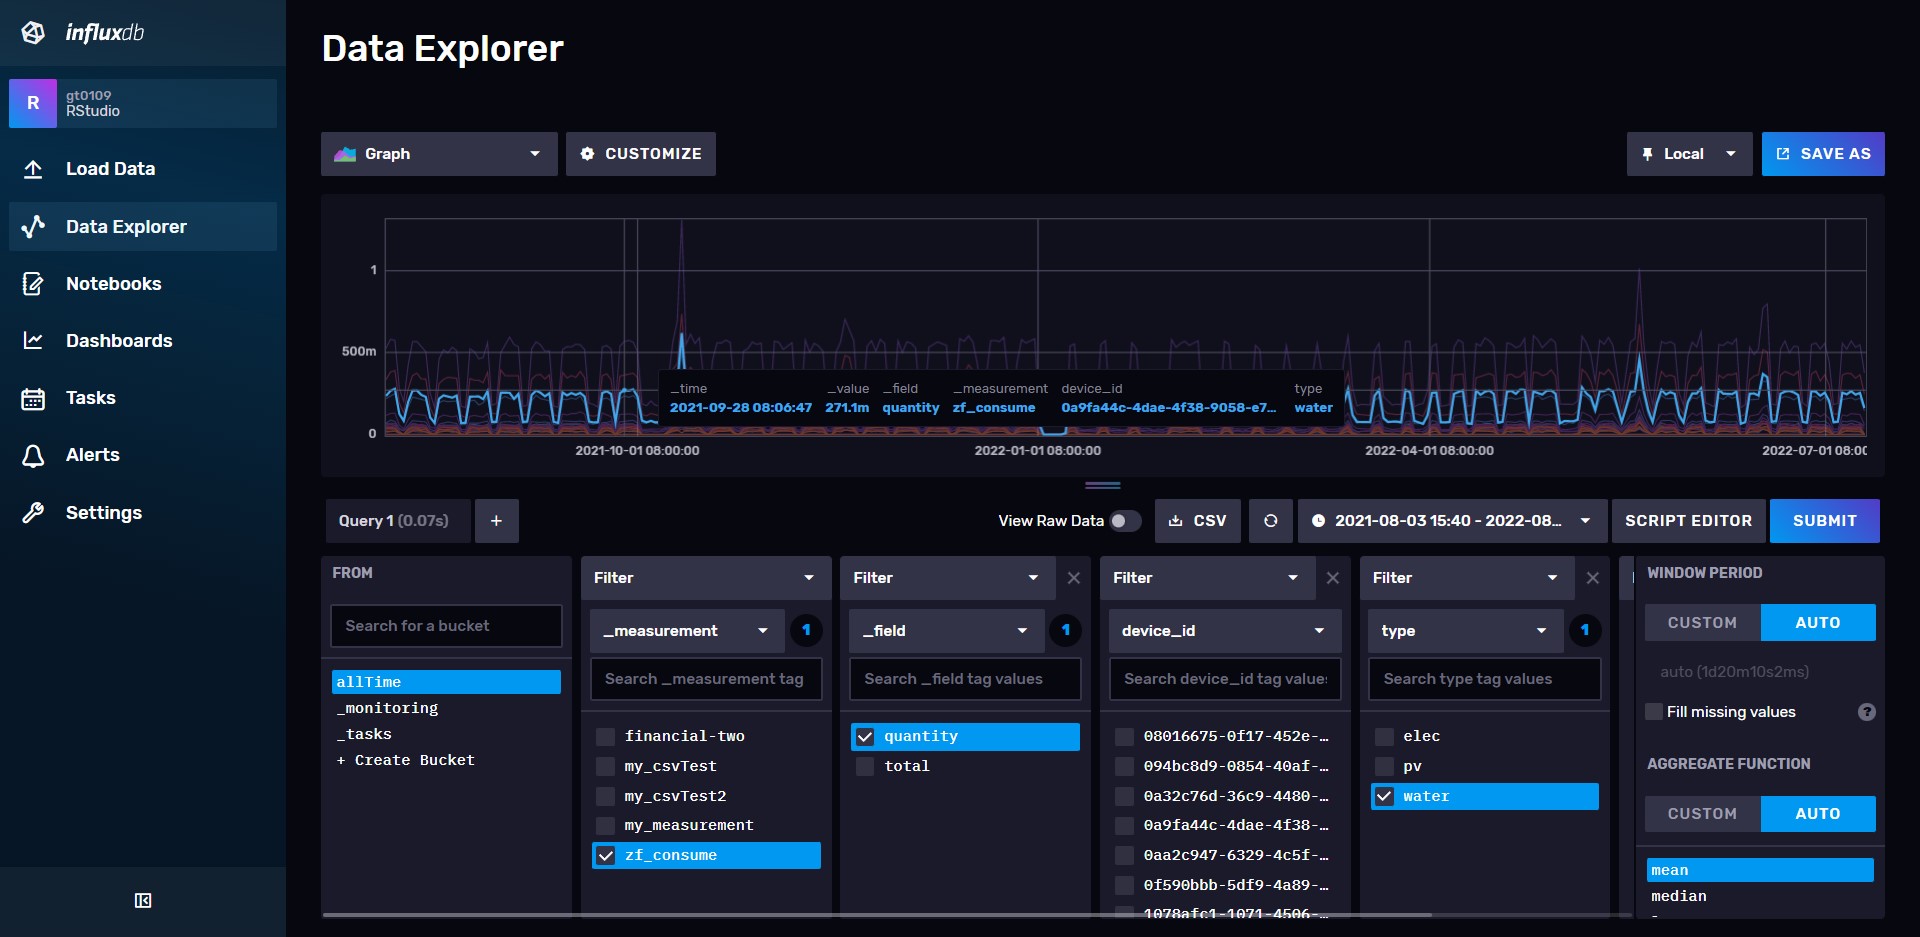 influxdb
R
gt0109
RStudio
Load Data
Data Explorer
Notebooks
Dashboards
Tasks
Alerts
Settings
Data Explorer
Graph
CUSTOMIZE
Local
SAVE AS
1
500m
0
_time _value _field _measurement device_id type
2021-09-28 08:06:47 271.1m quantity zf_consume 0a9fa44c-4dae-4f38-9058-e7... water
2021-10-01 08:00:00 2022-01-01 08:00:00 2022-04-01 08:00:00 2022-07-01 08:00
Query 1 (0.07s)
+
View Raw Data
CSV
2021-08-03 15:40 - 2022-08...
SCRIPT EDITOR
SUBMIT
FROM
Search for a bucket
allTime
_monitoring
_tasks
+ Create Bucket
Filter
_measurement
1
Search _measurement tag
financial-two
my_csvTest
my_csvTest2
my_measurement
zf_consume
Filter
_field
1
Search _field tag values
quantity
total
Filter
device_id
Search device_id tag values
08016675-0f17-452e-…
094bc8d9-0854-40af-…
0a32c76d-36c9-4480-…
0a9fa44c-4dae-4f38-…
0aa2c947-6329-4c5f-…
0f590bbb-5df9-4a89-…
1078afc1-1071-4506-…
Filter
type
1
Search type tag values
elec
pv
water
WINDOW PERIOD
CUSTOM
AUTO
auto (1d20m10s2ms)
Fill missing values
?
AGGREGATE FUNCTION
CUSTOM
AUTO
mean
median